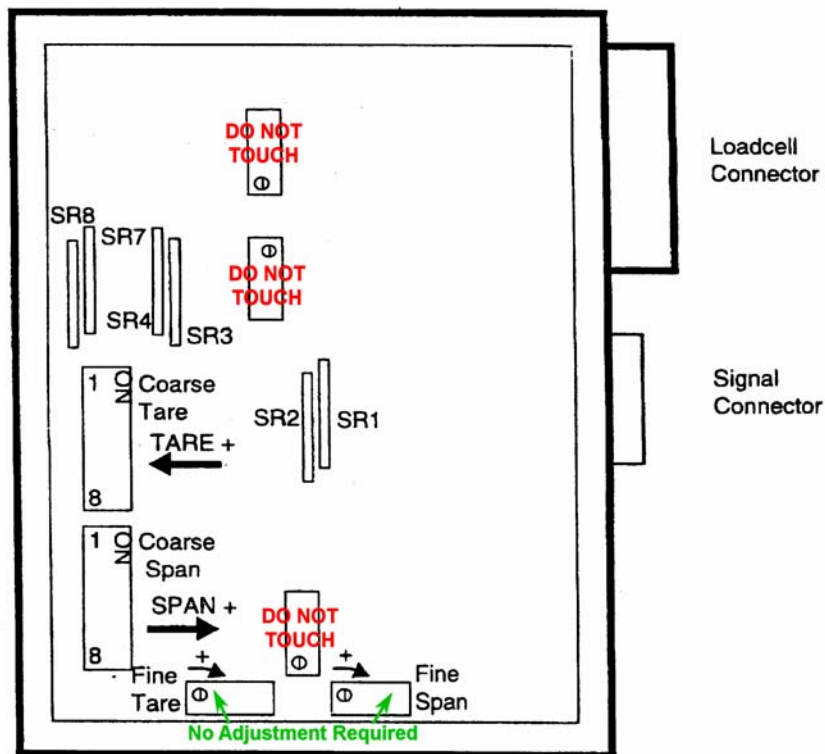 DO NOT
TOUCH
Loadcell
Connector
SR8
SR7
DO NOT
TOUCH
SR4
SR3
1
ON
Coarse
Tare
SR2
SR1
Signal
Connector
TARE +
8
1
ON
Coarse
Span
SPAN +
DO NOT
TOUCH
8
Fine
Tare
+
+
Fine
Span
No Adjustment Required